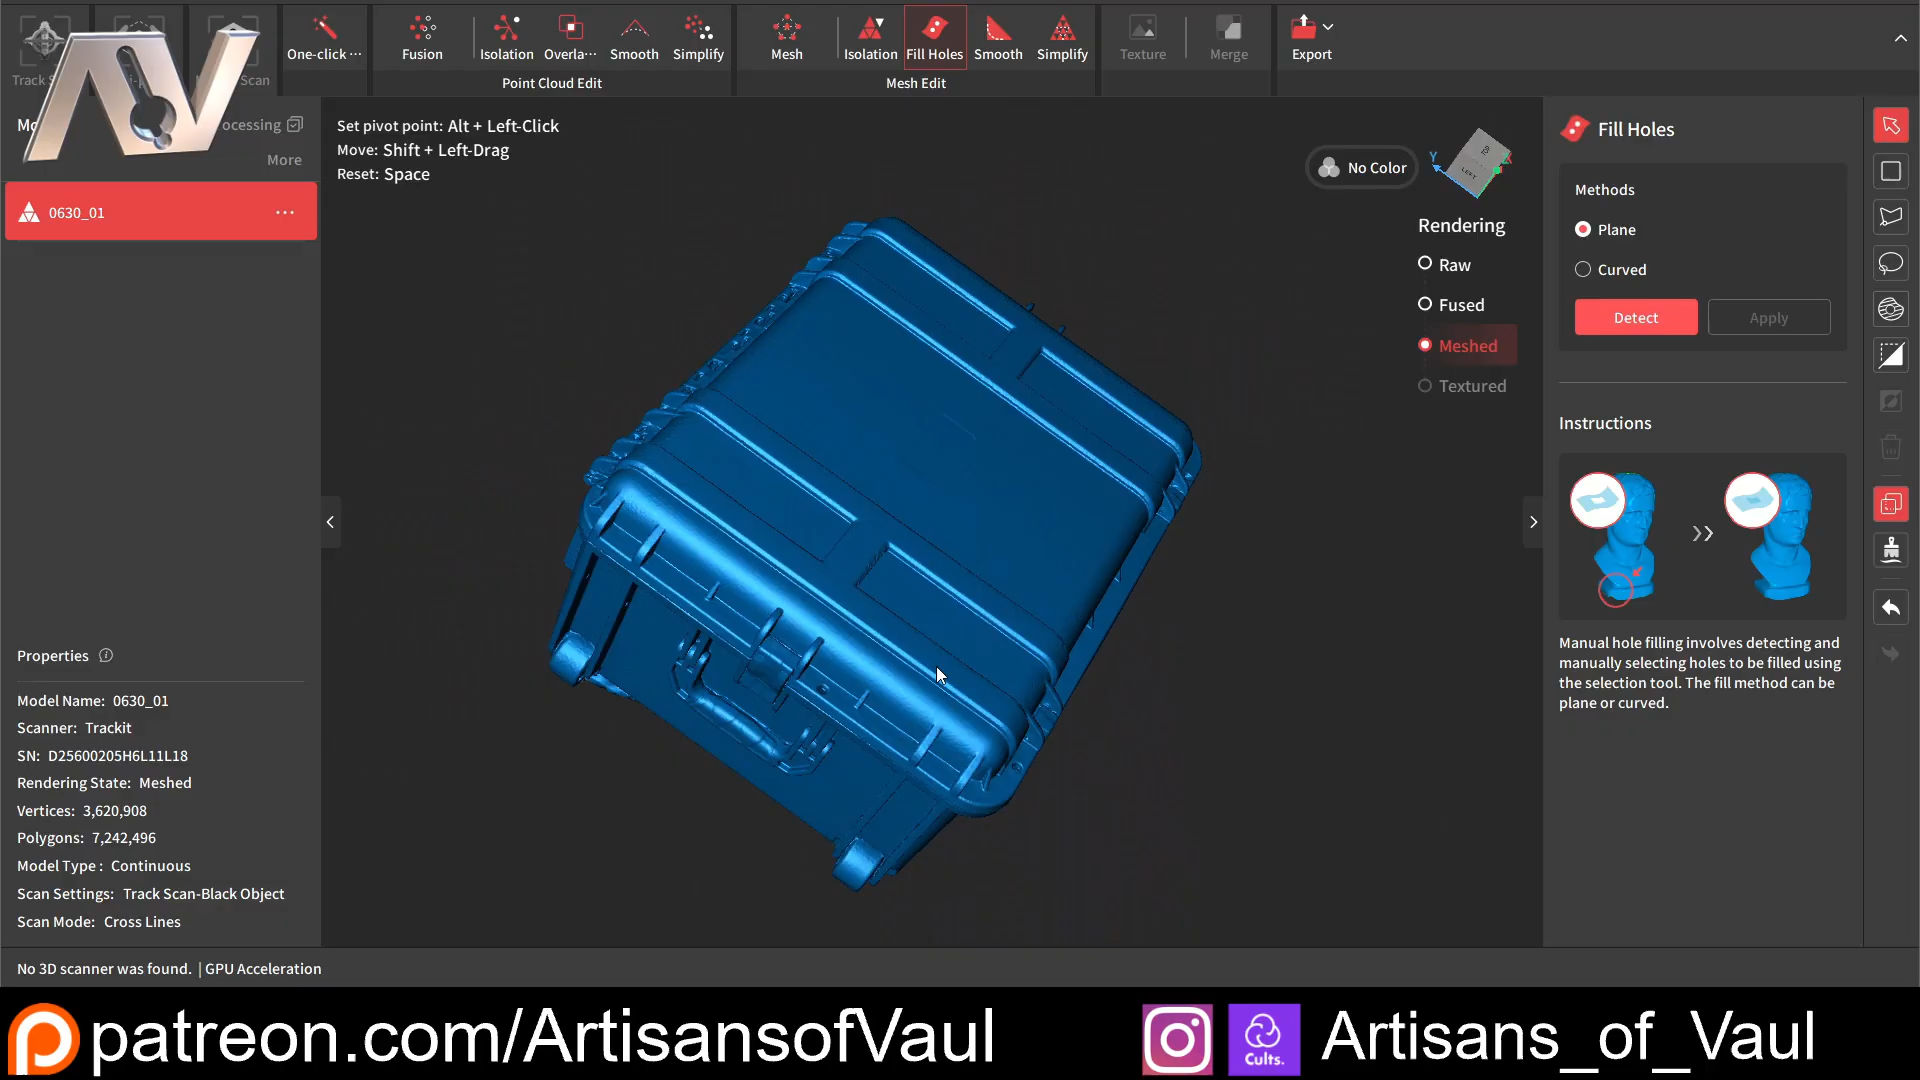 Track S
Scan
One-click ···
Fusion
Isolation
Overla···
Smooth
Simplify
Point Cloud Edit
Mesh
Isolation
Fill Holes
Smooth
Simplify
Mesh Edit
Texture
Merge
Export
ocessing
More
0630_01
Set pivot point: Alt + Left-Click
Move: Shift + Left-Drag
Reset: Space
No Color
Y
TOP
LEFT
Rendering
Raw
Fused
Meshed
Textured
Fill Holes
Methods
Plane
Curved
Detect
Apply
Instructions
Manual hole filling involves detecting and
manually selecting holes to be filled using
the selection tool. The fill method can be
plane or curved.
Properties
Model Name: 0630_01
Scanner: Trackit
SN: D25600205H6L11L18
Rendering State: Meshed
Vertices: 3,620,908
Polygons: 7,242,496
Model Type : Continuous
Scan Settings: Track Scan-Black Object
Scan Mode: Cross Lines
No 3D scanner was found. | GPU Acceleration
patreon.com/ArtisansofVaul
Cults.
Artisans_of_Vaul